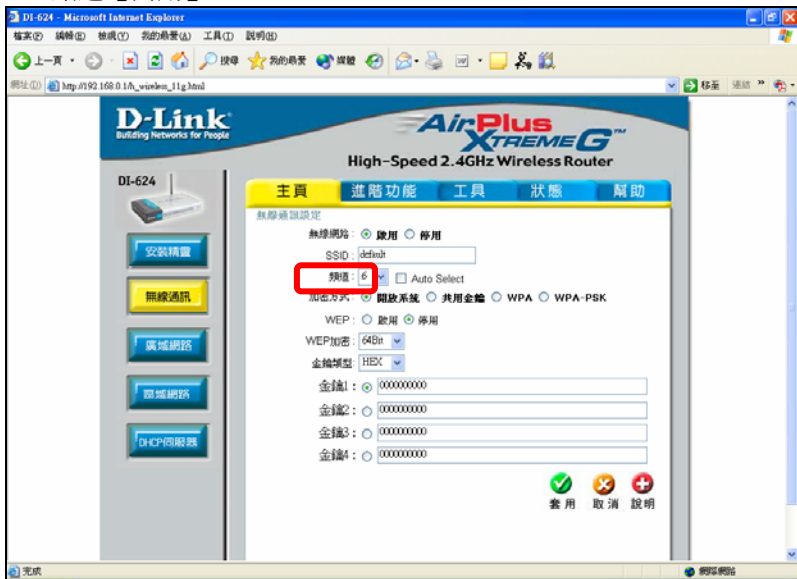 DI-624 - Microsoft Internet Explorer
檔案(F) 編輯(E) 檢視(V) 我的最愛(A) 工具(T) 說明(H)
上一頁 搜尋 我的最愛 媒體
網址(D) http://192.168.0.1/h_wireless_11g.html 移至 連結 »
D-Link
Building Networks for People
AirPlus
XTREME G™
High-Speed 2.4GHz Wireless Router
DI-624
主頁 進階功能 工具 狀態 幫助
無線通訊設定
無線網路 : 啟用 停用
SSID : default
頻道 : 6 Auto Select
加密方式 : 開放系統 共用金鑰 WPA WPA-PSK
WEP : 啟用 停用
WEP加密 : 64Bit
金鑰類型 : HEX
金鑰1 : 0000000000
金鑰2 : 0000000000
金鑰3 : 0000000000
金鑰4 : 0000000000
安裝精靈
無線通訊
廣域網路
區域網路
DHCP伺服器
套用 取消 說明
完成 網際網路